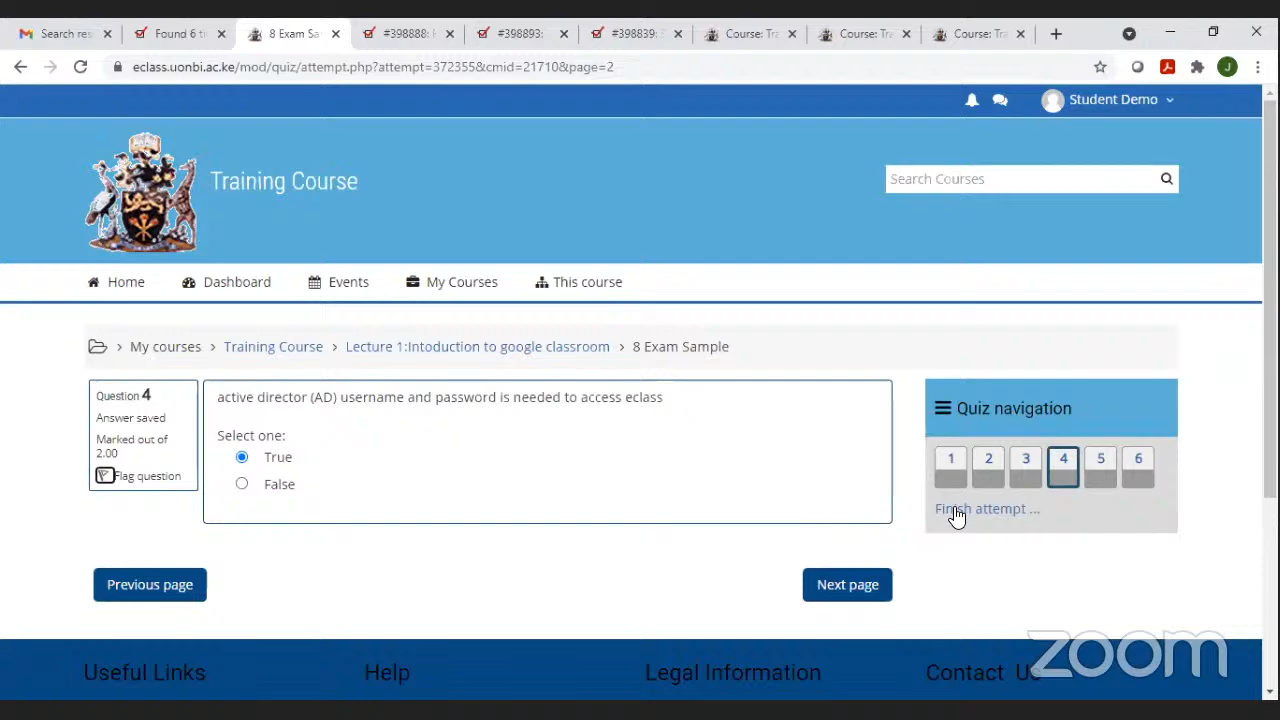 Search res
Found 6 ti
8 Exam Sa
#398888:
#398893:
#398839:
Course: Tra
Course: Tra
Course: Tra
eclass.uonbi.ac.ke/mod/quiz/attempt.php?attempt=372355&cmid=21710&page=2
J
Student Demo
Training Course
Search Courses
Home
Dashboard
Events
My Courses
This course
My courses > Training Course > Lecture 1:Intoduction to google classroom > 8 Exam Sample
Question 4
Answer saved
Marked out of
2.00
Flag question
active director (AD) username and password is needed to access eclass
Select one:
True
False
Quiz navigation
1 2 3 4 5 6
Finish attempt ...
Previous page
Next page
Useful Links
Help
Legal Information
Contact Us
zoom